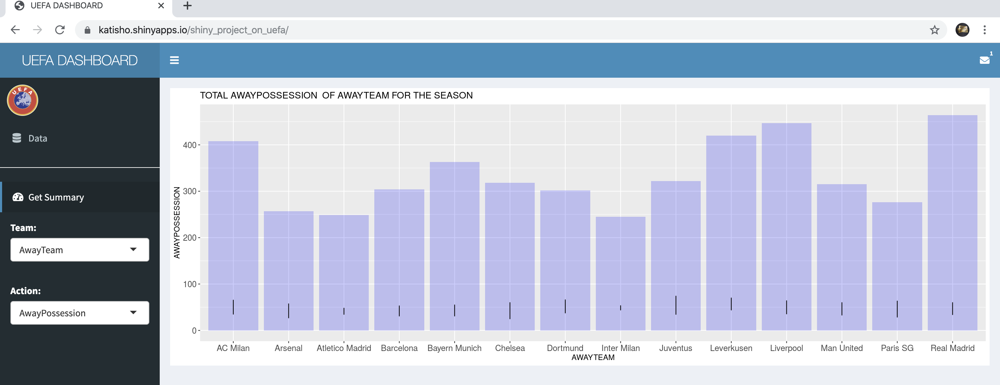 UEFA DASHBOARD
katisho.shinyapps.io/shiny_project_on_uefa/
UEFA DASHBOARD
1
UEFA
Data
Get Summary
Team:
AwayTeam
Action:
AwayPossession
TOTAL AWAYPOSSESSION  OF AWAYTEAM FOR THE SEASON
AWAYPOSSESSION
400
300
200
100
0
AC Milan Arsenal Atletico Madrid Barcelona Bayern Munich Chelsea Dortmund Inter Milan Juventus Leverkusen Liverpool Man United Paris SG Real Madrid
AWAYTEAM